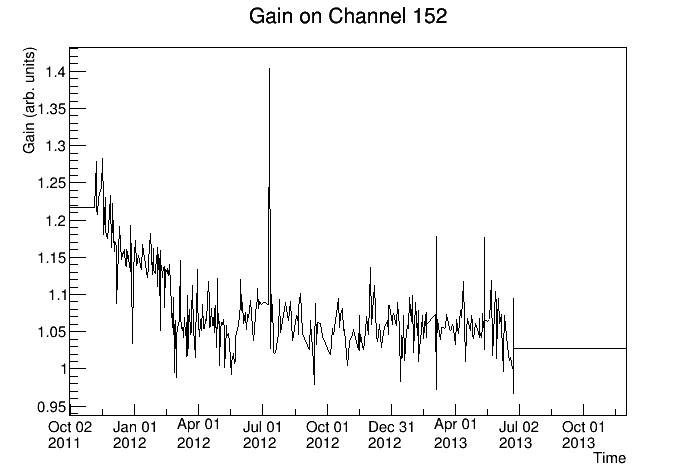 Gain on Channel 152
Gain (arb. units)
1.4
1.35
1.3
1.25
1.2
1.15
1.1
1.05
1
0.95
Oct 02 Jan 01 Apr 01 Jul 01 Oct 01 Dec 31 Apr 01 Jul 02 Oct 01
2011 2012 2012 2012 2012 2012 2013 2013 2013
Time